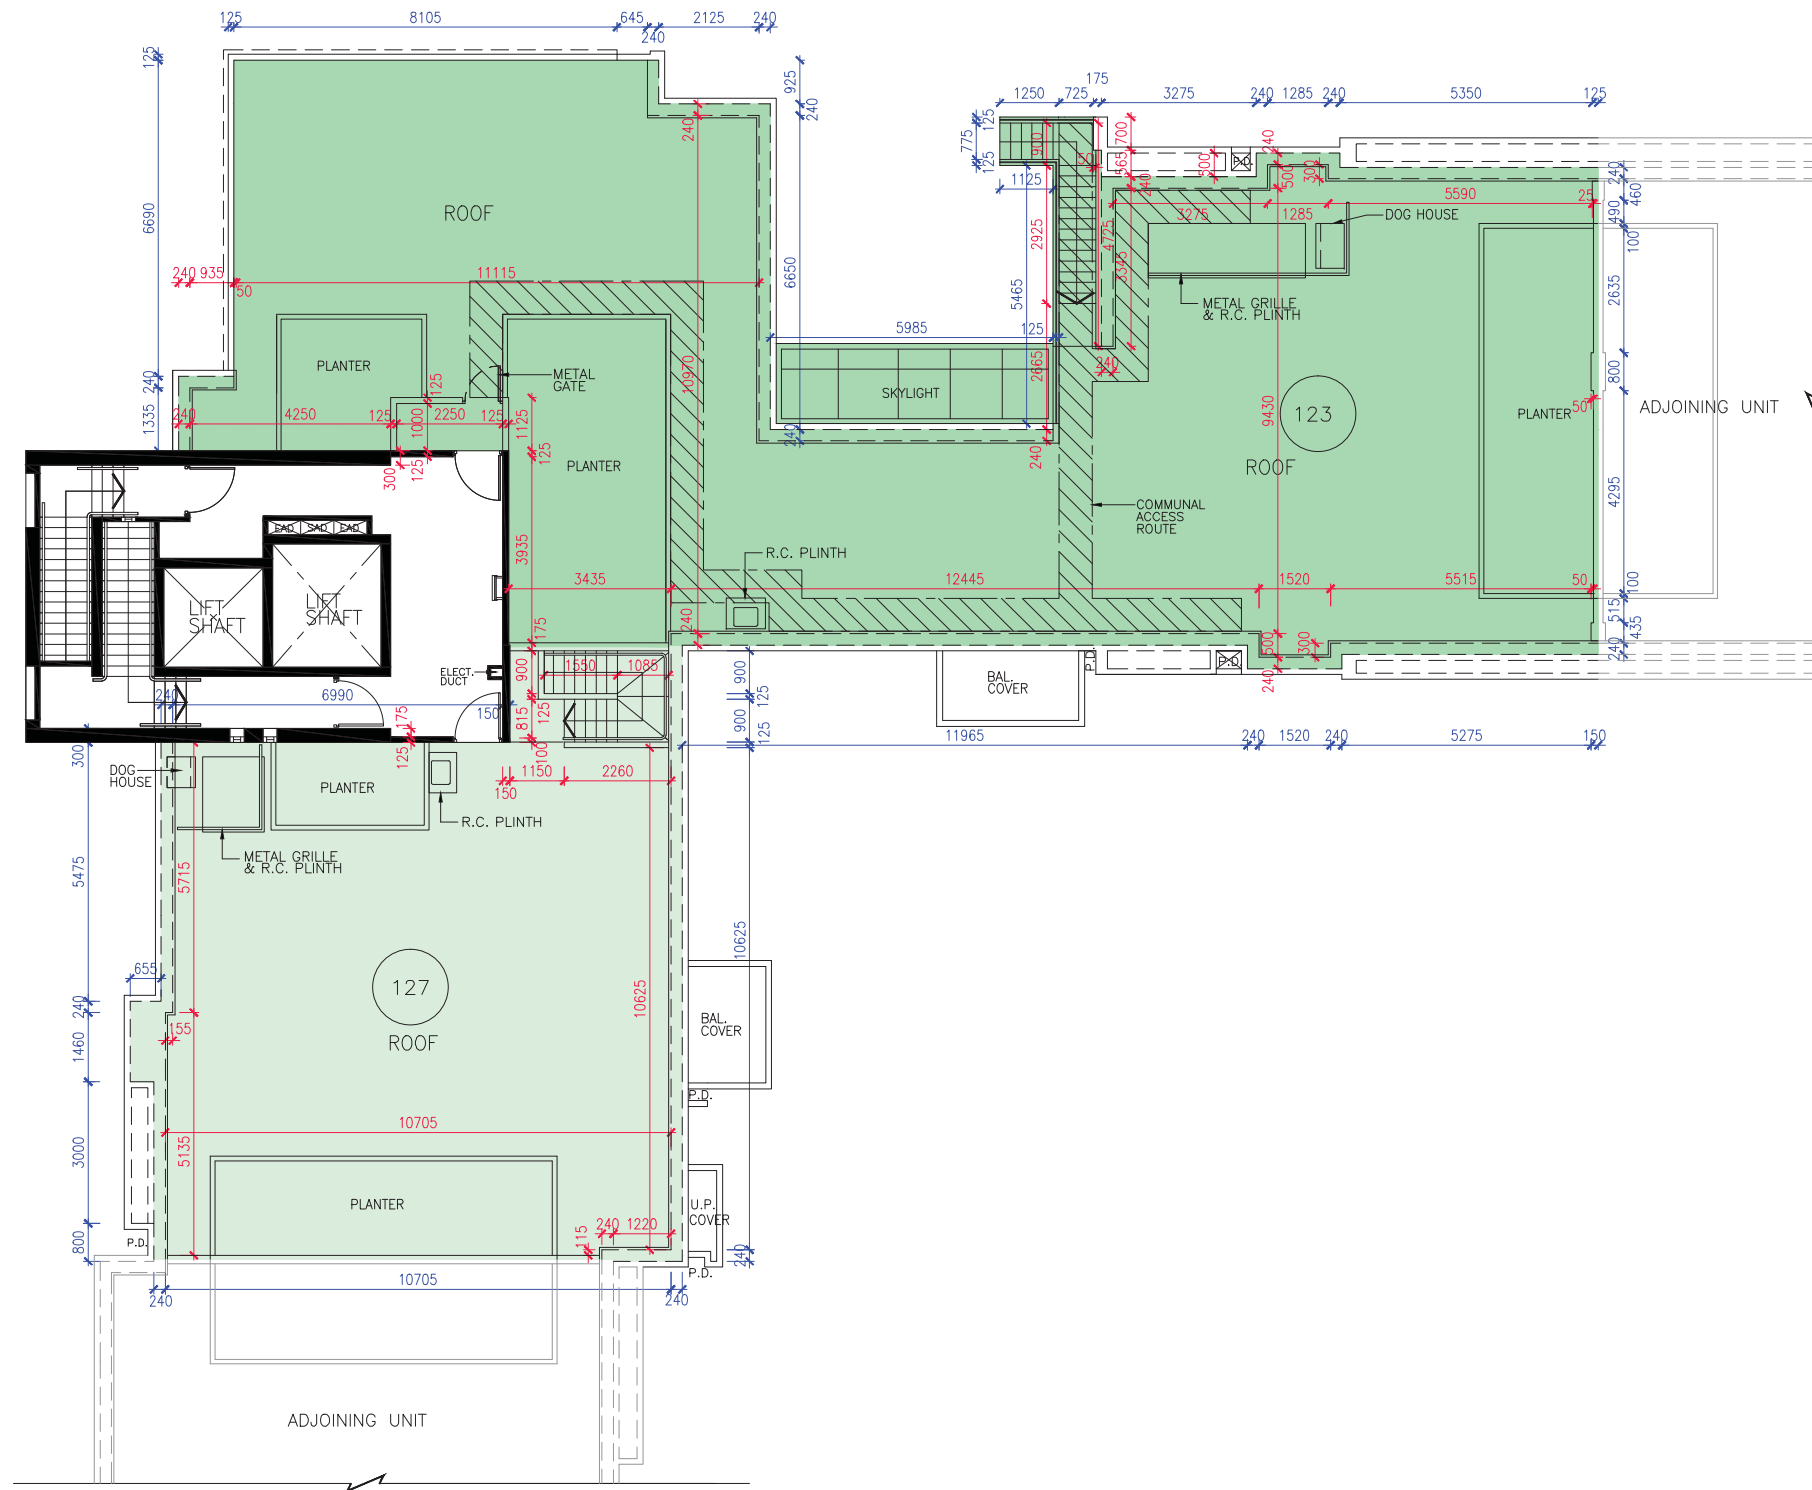 125 8105 645 2125 240
240
125
925
240
175
1250 725 3275 240 1285 240 5350 125
125
775
125
900
50
700
565
240
500
P.D.
240
500
300
240
460
1125
5590 25
490
100
3275 1285
DOG HOUSE
ROOF
6690
240
2925
4725
3345
6650
5465
2635
240 935
50
11115
METAL GRILLE
& R.C. PLINTH
5985 125
PLANTER
METAL
GATE
10970
2665
240
SKYLIGHT
800
240
1335
125
240 4250 125 1000 2250 125 1125
9430
123
50
PLANTER
ADJOINING UNIT
240
240
125
300
125
PLANTER
ROOF
4295
COMMUNAL
ACCESS
ROUTE
EAD SAD EAD
3935
R.C. PLINTH
LIFT
SHAFT
LIFT
SHAFT
3435 12445 1520 5515 50
100
515
435
240
240
175
500
300
240
900
1550 1085
900
125
P.D.
P.D.
BAL.
COVER
ELECT.
DUCT
240 6990 150
175
125
815
125
100
900
125
11965 240 1520 240 5275 150
300
DOG
HOUSE
PLANTER
1150 2260
150
R.C. PLINTH
METAL GRILLE
& R.C. PLINTH
5475
5715
10625
655
127
10625
240
155
ROOF
1460
BAL.
COVER
P.D.
10705
3000
5135
PLANTER
U.P.
COVER
115
240 1220
P.D.
800
240
P.D.
10705
240 240
ADJOINING UNIT